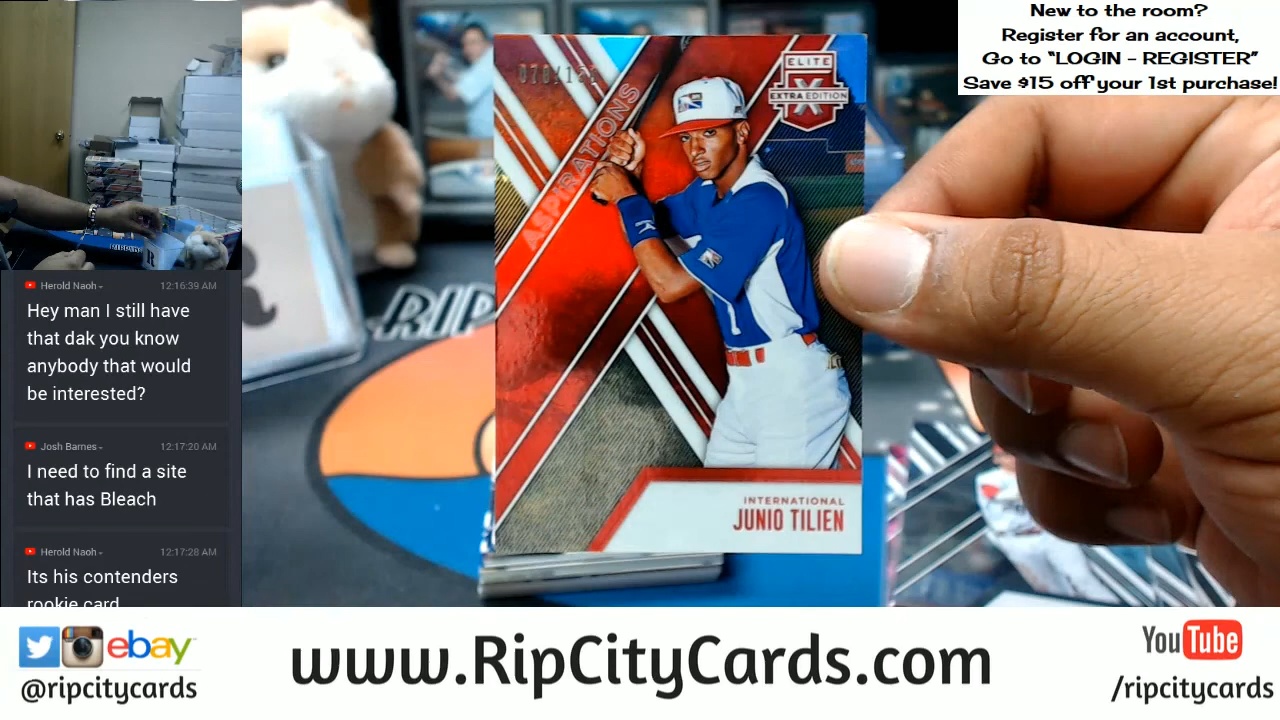 New to the room?
Register for an account,
Go to “LOGIN - REGISTER”
Save $15 off your 1st purchase!
ELITE
EXTRA EDITION
ASPIRATIONS
INTERNATIONAL
JUNIO TILIEN
RIP
Herold Naoh
12:16:39 AM
Hey man I still have
that dak you know
anybody that would
be interested?
Josh Barnes
12:17:20 AM
I need to find a site
that has Bleach
Herold Naoh
12:17:28 AM
Its his contenders
rookie card
ebay
@ripcitycards
www.RipCityCards.com
YouTube
/ripcitycards